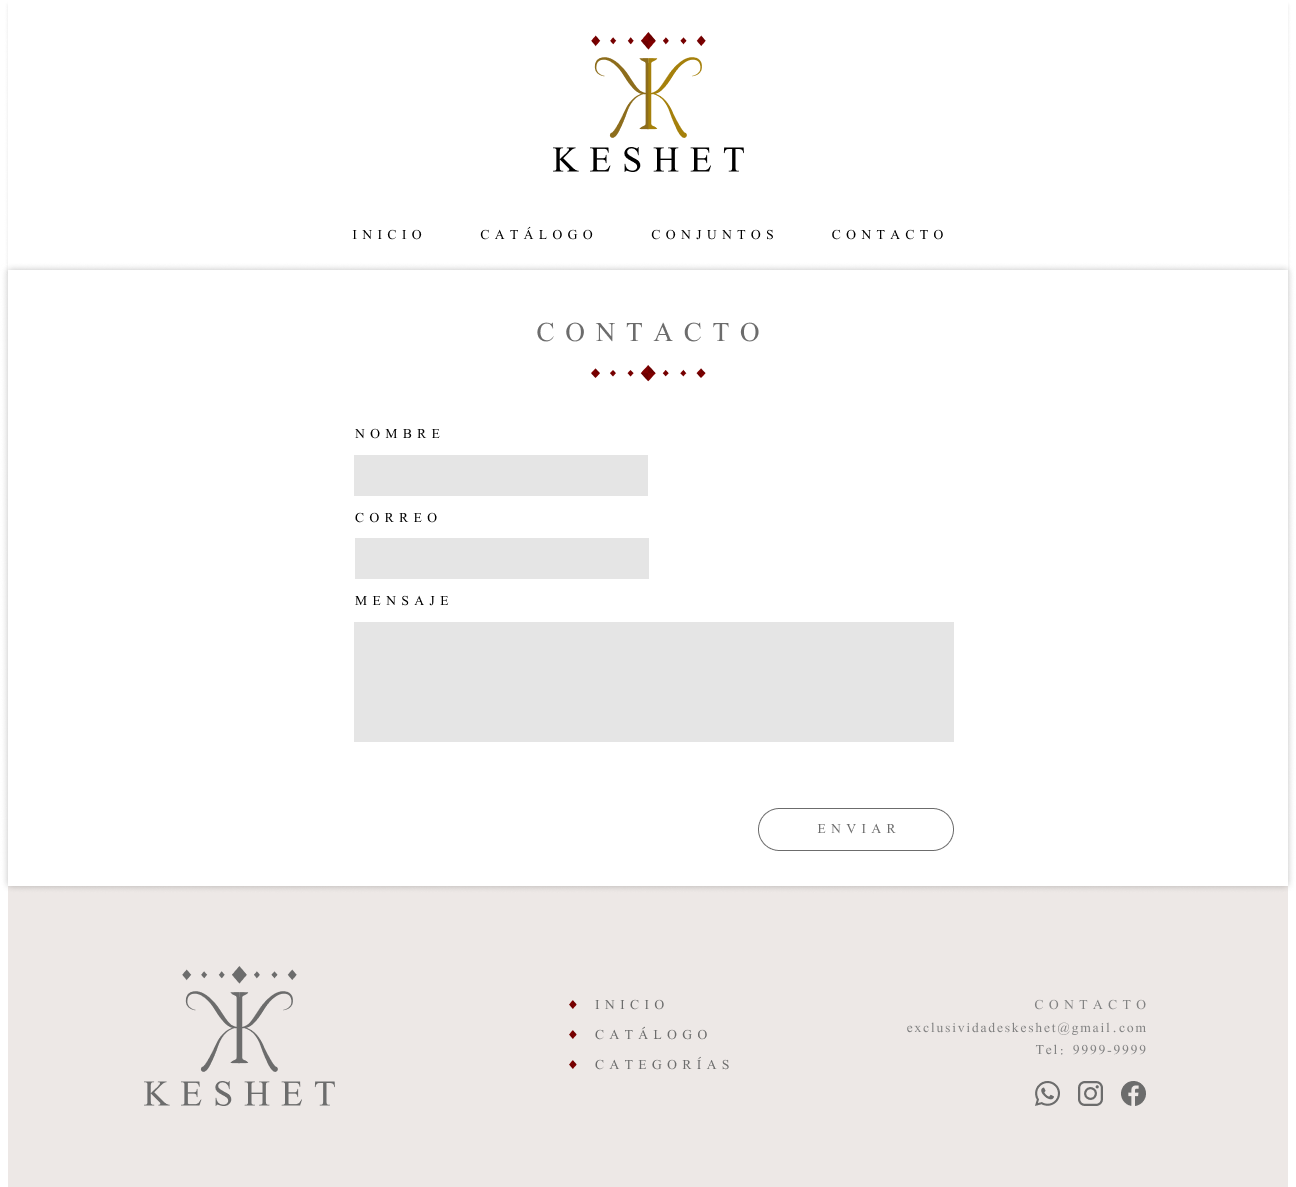 KESHET
INICIO CATÁLOGO CONJUNTOS CONTACTO
CONTACTO
NOMBRE
CORREO
MENSAJE
ENVIAR
KESHET
INICIO
CATÁLOGO
CATEGORÍAS
CONTACTO
exclusividadeskeshet@gmail.com
Tel: 9999-9999